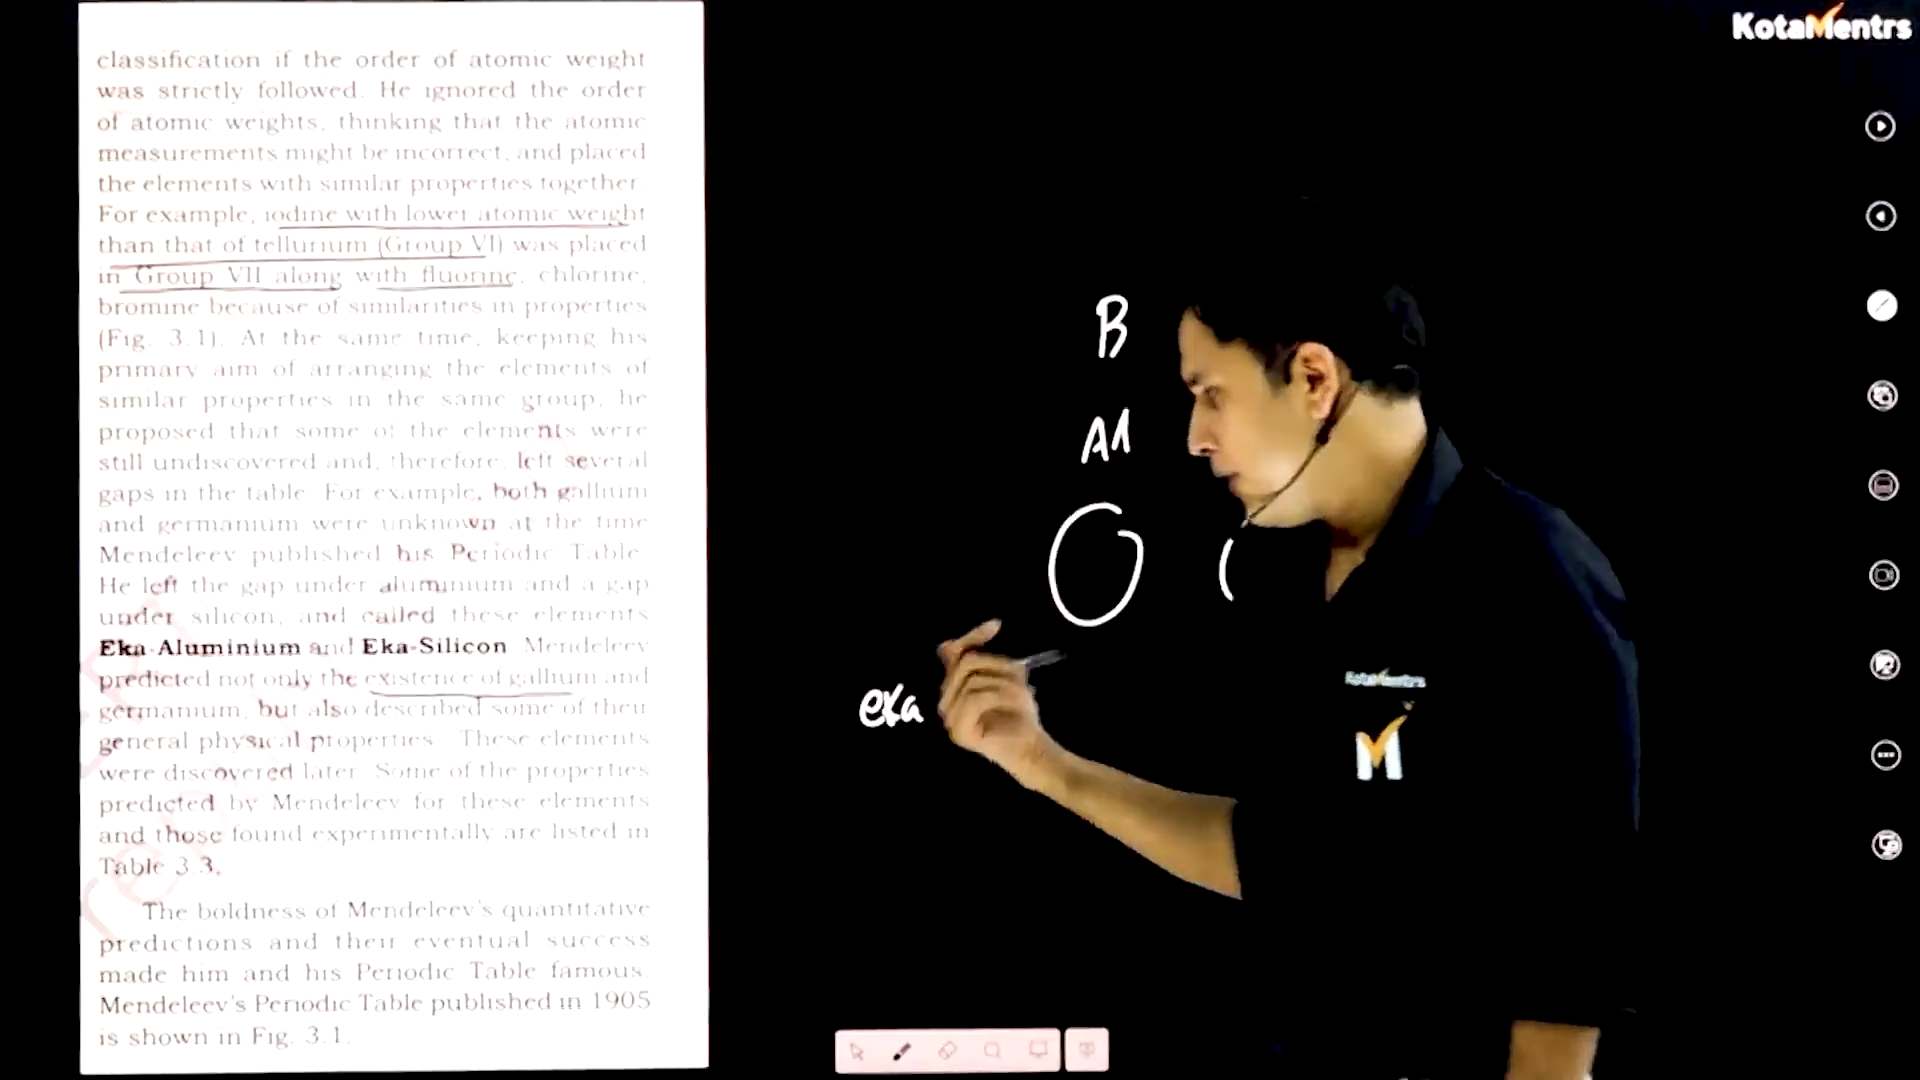 classification if the order of atomic weight
was strictly followed. He ignored the order
of atomic weights, thinking that the atomic
measurements might be incorrect, and placed
the elements with similar properties together.
For example, iodine with lower atomic weight
than that of tellurium (Group VI) was placed
in Group VII along with fluorine, chlorine,
bromine because of similarities in properties
(Fig. 3.1). At the same time, keeping his
primary aim of arranging the elements of
similar properties in the same group, he
proposed that some of the elements were
still undiscovered and, therefore, left several
gaps in the table. For example, both gallium
and germanium were unknown at the time
Mendeleev published his Periodic Table.
He left the gap under aluminium and a gap
under silicon, and called these elements
Eka-Aluminium and Eka-Silicon. Mendeleev
predicted not only the existence of gallium and
germanium, but also described some of their
general physical properties. These elements
were discovered later. Some of the properties
predicted by Mendeleev for these elements
and those found experimentally are listed in
Table 3.3.
The boldness of Mendeleev's quantitative
predictions and their eventual success
made him and his Periodic Table famous.
Mendeleev's Periodic Table published in 1905
is shown in Fig. 3.1.
B
Al
eka
KotaMentrs
KotaMentrs
M